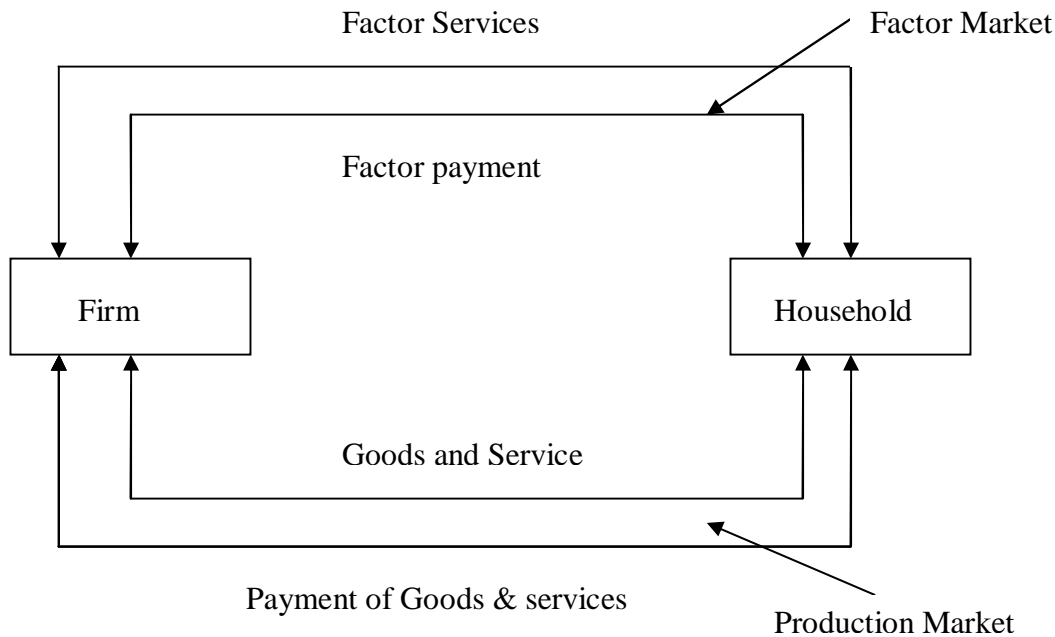 Factor Services
Factor Market
Factor payment
Firm
Household
Goods and Service
Payment of Goods & services
Production Market